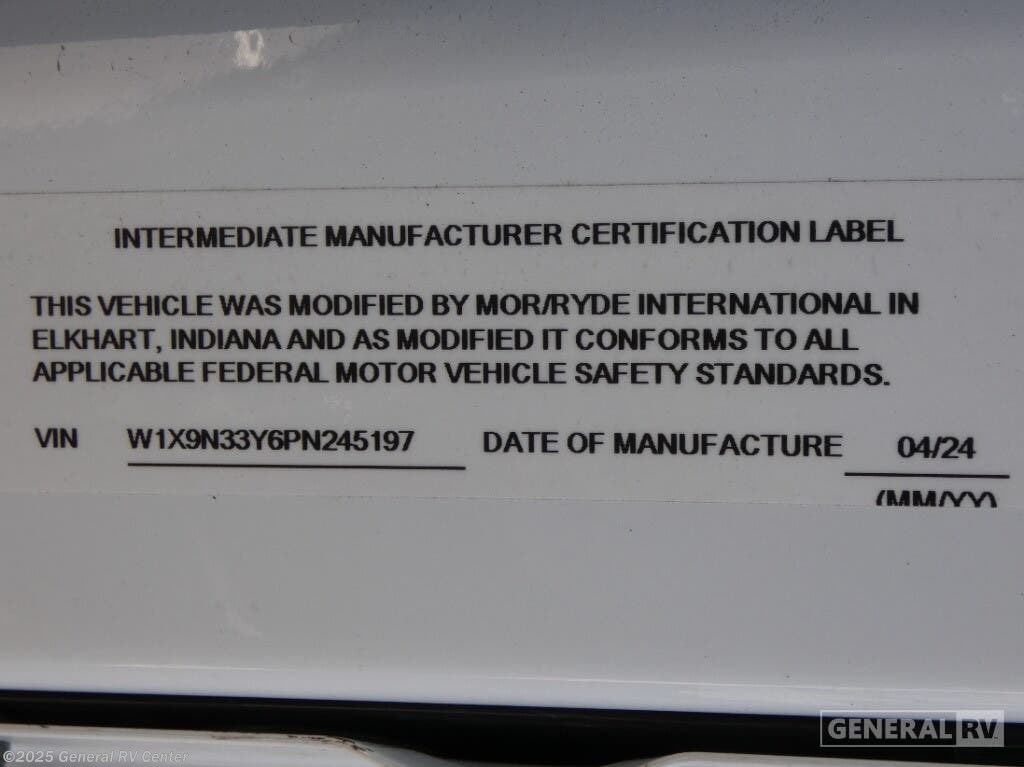 INTERMEDIATE MANUFACTURER CERTIFICATION LABEL
THIS VEHICLE WAS MODIFIED BY MOR/RYDE INTERNATIONAL IN
ELKHART, INDIANA AND AS MODIFIED IT CONFORMS TO ALL
APPLICABLE FEDERAL MOTOR VEHICLE SAFETY STANDARDS.
VIN W1X9N33Y6PN245197 DATE OF MANUFACTURE 04/24
(MM/YY)
GENERAL RV
©2025 General RV Center